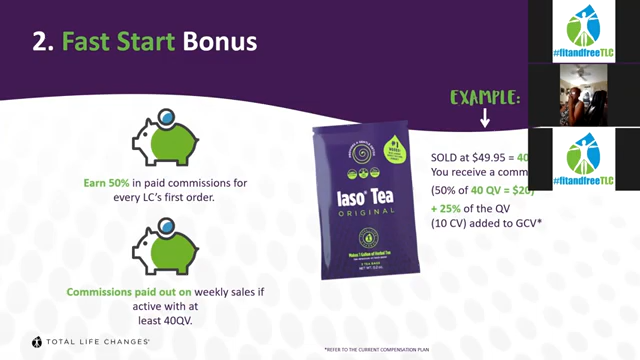 2. Fast Start Bonus
#fitandfreeTLC
EXAMPLE:
Earn 50% in paid commissions for
every LC's first order.
Commissions paid out on weekly sales if
active with at
least 40QV.
Iaso® Tea
ORIGINAL
SOLD at $49.95 = 40
You receive a comm
(50% of 40 QV = $20)
+ 25% of the QV
(10 CV) added to GCV*
#fitandfreeTLC
TOTAL LIFE CHANGES®
*REFER TO THE CURRENT COMPENSATION PLAN